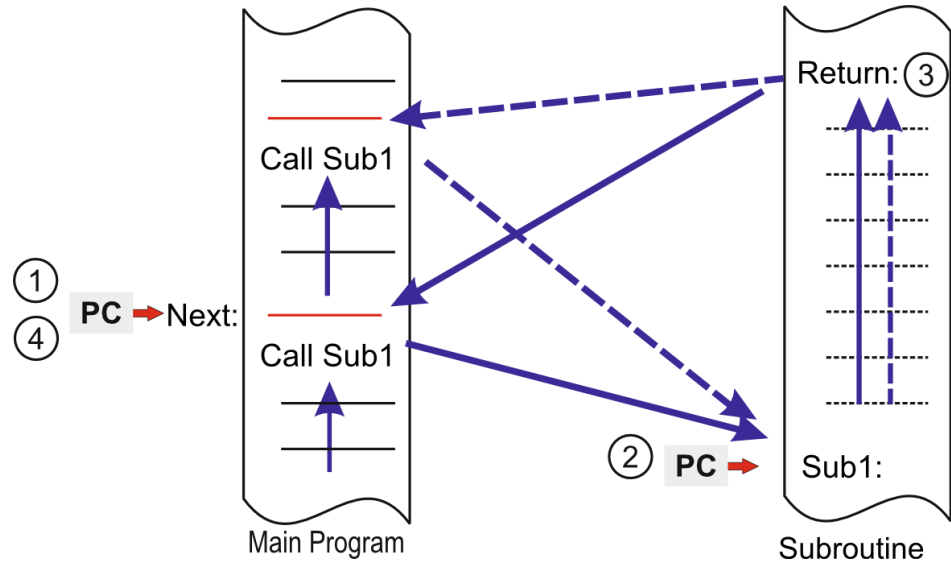 Return: 3
Call Sub1
1
PC Next:
4
Call Sub1
2 PC Sub1:
Main Program
Subroutine